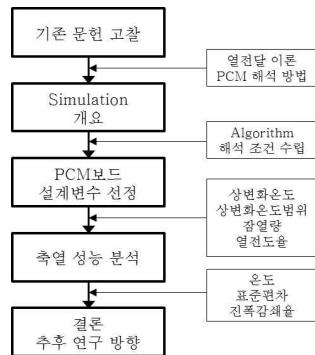 기존 문헌 고찰
열전달 이론
PCM 해석 방법
Simulation
개요
Algorithm
해석 조건 수립
PCM보드
설계변수 선정
상변화온도
상변화온도범위
잠열량
열전도율
축열 성능 분석
온도
표준편차
진폭감쇄율
결론
추후 연구 방향